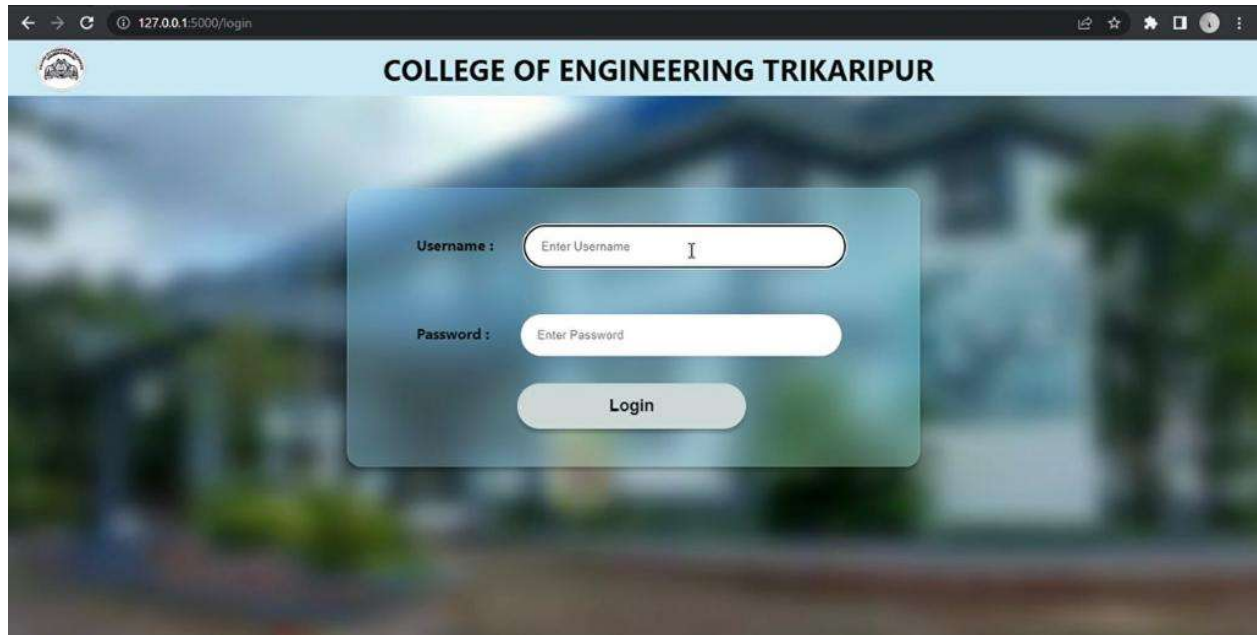 127.0.0.1:5000/login
COLLEGE OF ENGINEERING TRIKARIPUR
Username :
Enter Username
Password :
Enter Password
Login